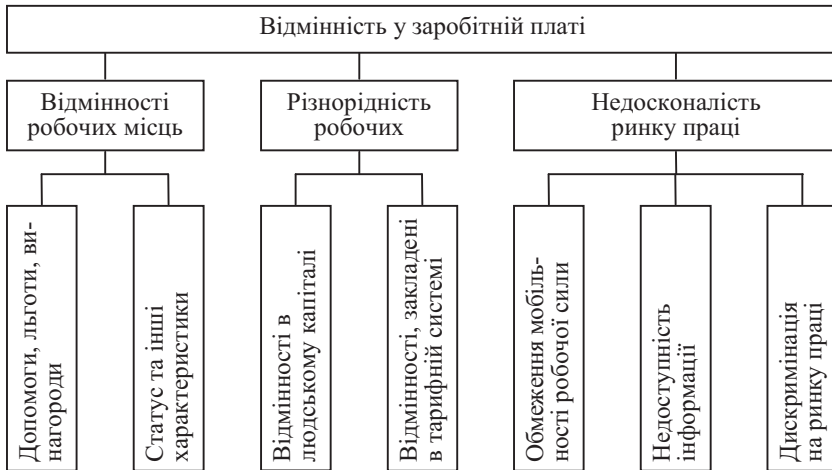 Відмінність у заробітній платі
Відмінності
робочих місць
Різнорідність
робочих
Недосконалість
ринку праці
Допомоги, льготи, ви-
нагороди
Статус та інші
характеристики
Відмінності в
людському капіталі
Відмінності, закладені
в тарифній системі
Обмеження мобіль-
ності робочої сили
Недоступність
інформації
Дискримінація
на ринку праці